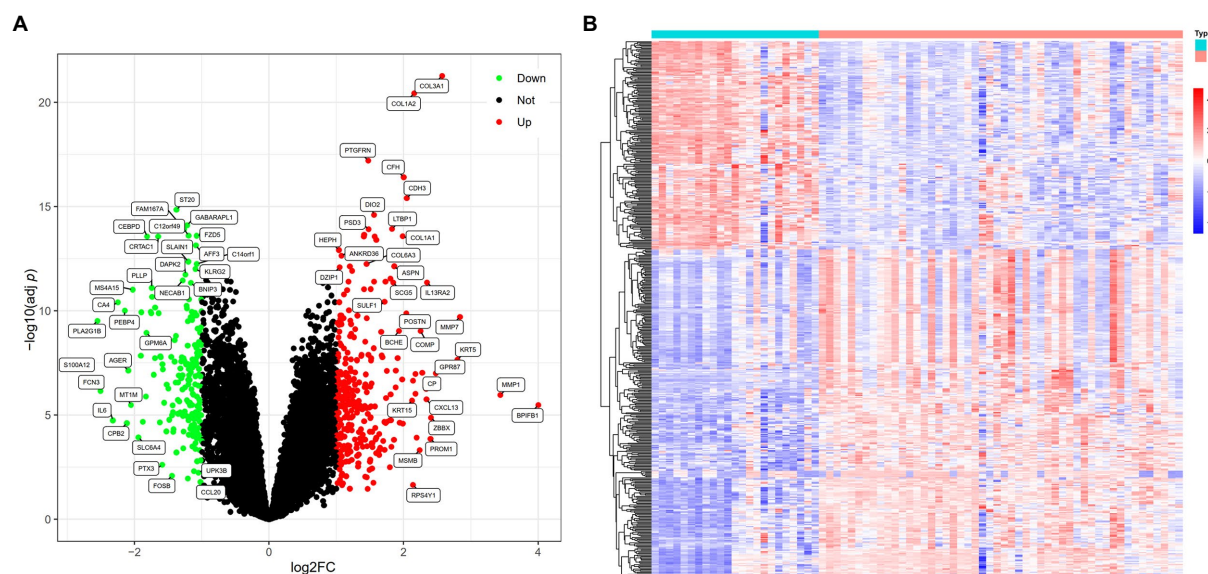 A
B
Down
Not
Up
COL3A1
COL1A2
PTGFRN
CFH
CDH3
DIO2
PSD3
LTBP1
COL1A1
HEPH
ANKRD36
COL6A3
DZIP1
ASPN
SCG5
IL13RA2
SULF1
POSTN
MMP7
BCHE
COMP
KRT5
GPR87
CP
MMP1
KRT15
CXCL13
BPIFB1
ZBBX
PROM1
MSMB
RPS4Y1
ST20
FAM167A
GABARAPL1
CEBPD
C12orf49
FZD5
CRTAC1
SLAIN1
AFF3
C14orf1
DAPK2
KLRG2
PLLP
NECAB1
BNIP3
MS4A15
CA4
PEBP4
PLA2G1B
GPM6A
AGER
S100A12
FCN3
MT1M
IL6
CPB2
SLC6A4
PTX3
UPK3B
FOSB
CCL20
20
15
10
5
0
−2
0
2
4
−log10(adj p)
log2FC
Typ